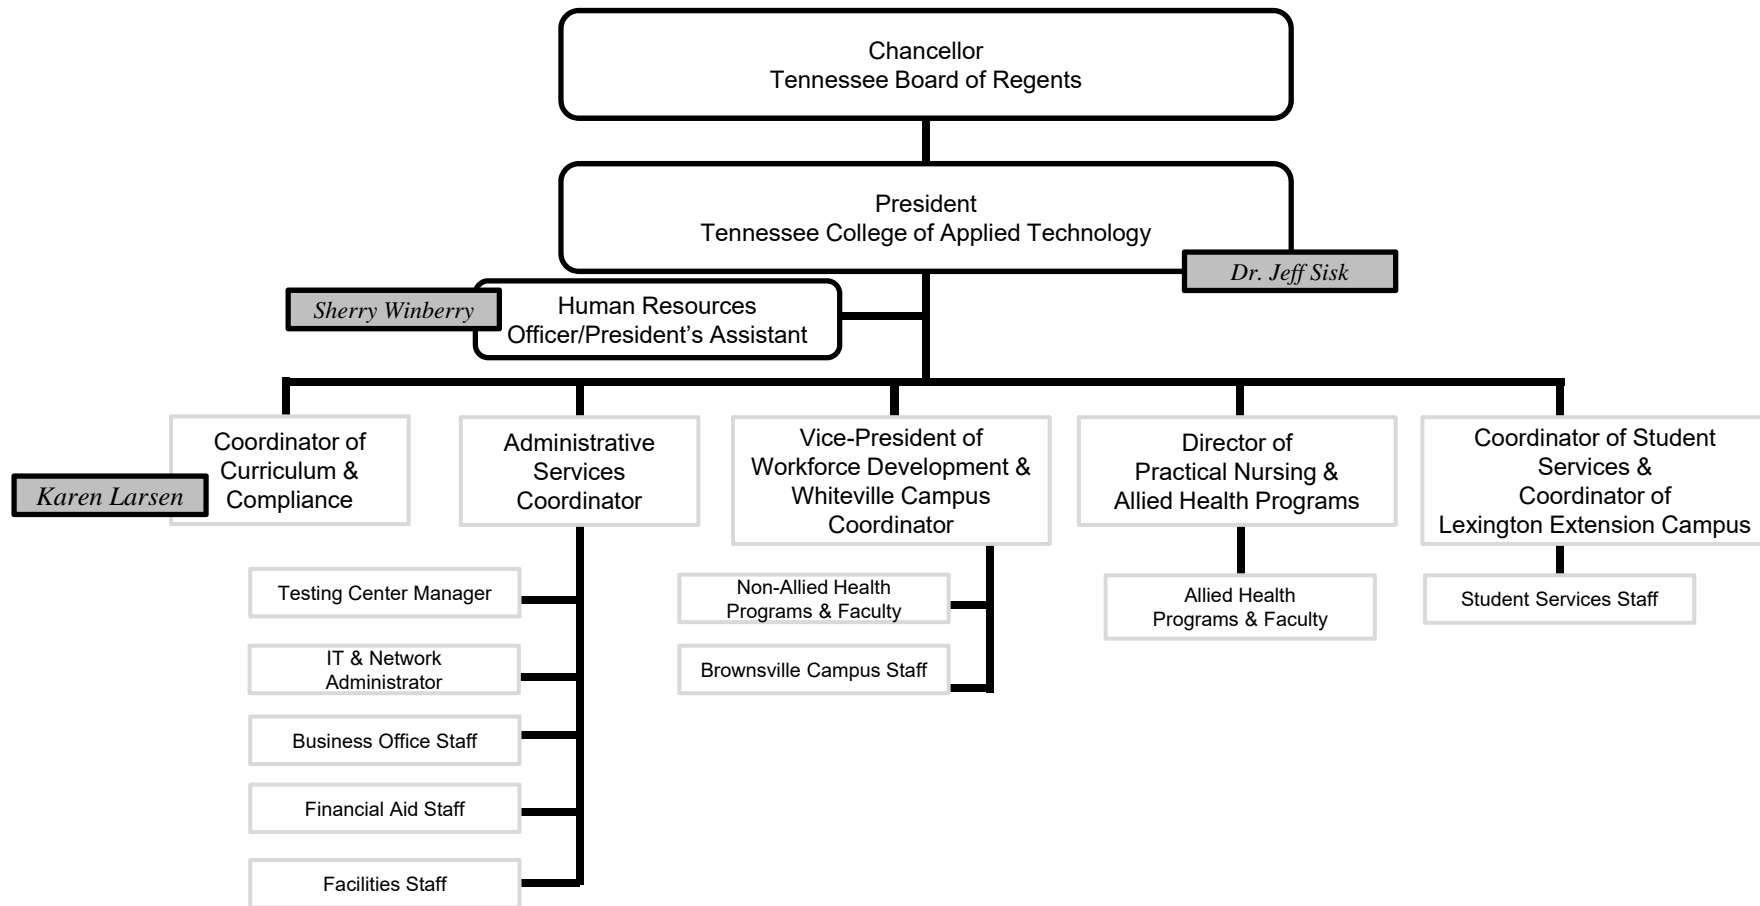 Chancellor
Tennessee Board of Regents
President
Tennessee College of Applied Technology
Dr. Jeff Sisk
Sherry Winberry
Human Resources
Officer/President’s Assistant
Karen Larsen
Coordinator of
Curriculum &
Compliance
Administrative
Services
Coordinator
Vice-President of
Workforce Development &
Whiteville Campus
Coordinator
Director of
Practical Nursing &
Allied Health Programs
Coordinator of Student
Services &
Coordinator of
Lexington Extension Campus
Testing Center Manager
IT & Network
Administrator
Business Office Staff
Financial Aid Staff
Facilities Staff
Non-Allied Health
Programs & Faculty
Brownsville Campus Staff
Allied Health
Programs & Faculty
Student Services Staff